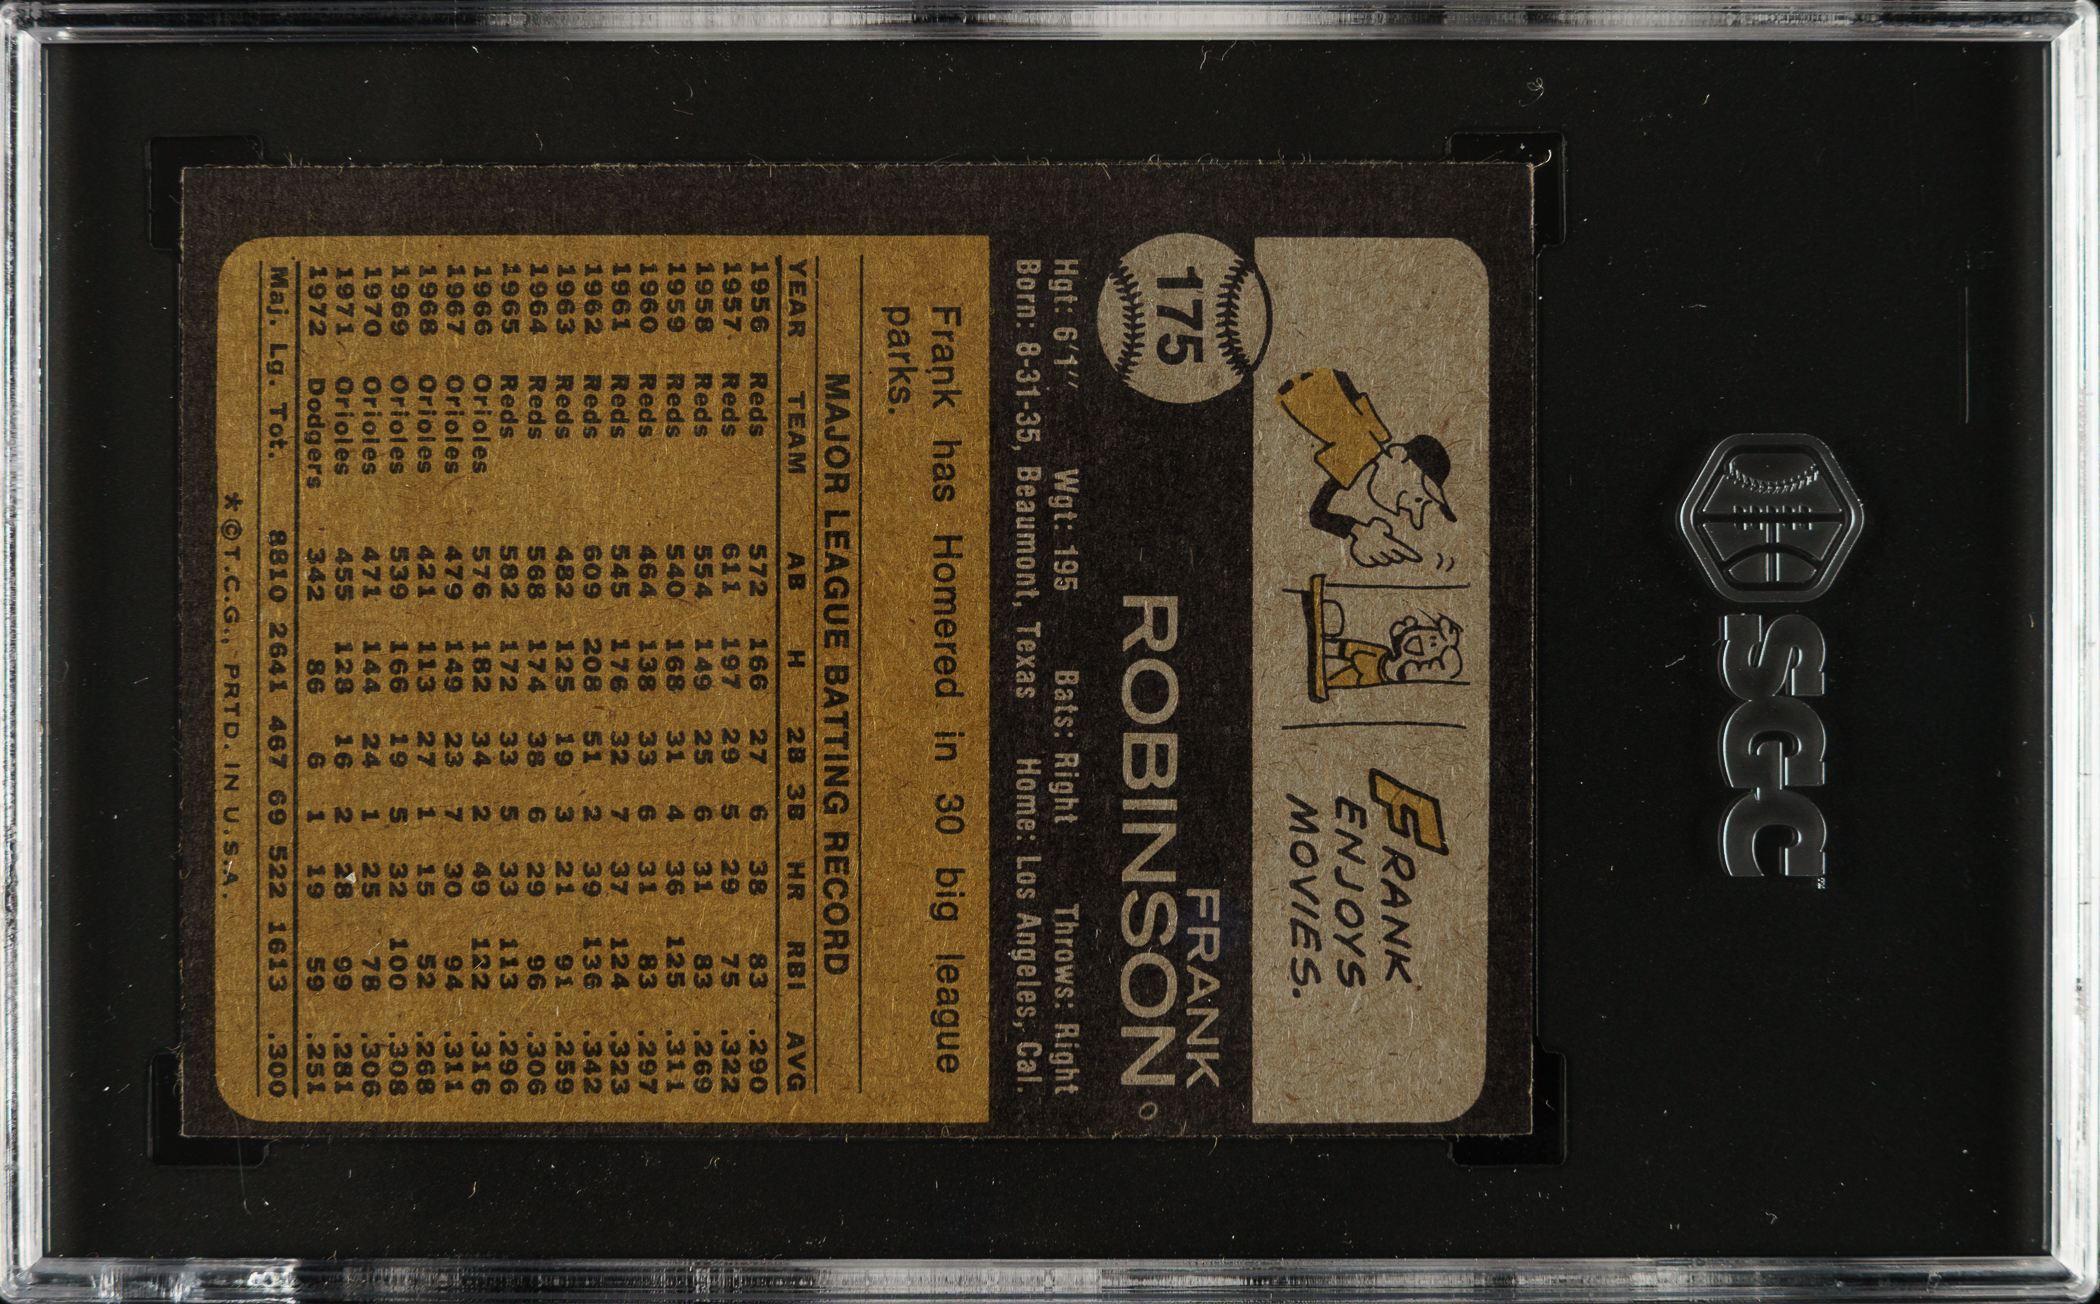 SGC
™
FRANK
ENJOYS
MOVIES.
175
FRANK
ROBINSON
Hgt: 6'1" Wgt: 195 Bats: Right Throws: Right
Born: 8-31-35, Beaumont, Texas Home: Los Angeles, Cal.
Frank has Homered in 30 big league
parks.
MAJOR LEAGUE BATTING RECORD
YEAR TEAM AB H 2B 3B HR RBI AVG
1956 Reds 572 166 27 6 38 83 .290
1957 Reds 611 197 29 5 29 75 .322
1958 Reds 554 149 25 6 31 83 .269
1959 Reds 540 168 31 4 36 125 .311
1960 Reds 464 138 33 6 31 83 .297
1961 Reds 545 176 32 7 37 124 .323
1962 Reds 609 208 51 2 39 136 .342
1963 Reds 482 125 19 3 21 91 .259
1964 Reds 568 174 38 6 29 96 .306
1965 Reds 582 172 33 5 33 113 .296
1966 Orioles 576 182 34 2 49 122 .316
1967 Orioles 479 149 23 7 30 94 .311
1968 Orioles 421 113 27 1 15 52 .268
1969 Orioles 539 166 19 5 32 100 .308
1970 Orioles 471 144 24 1 25 78 .306
1971 Orioles 455 128 16 2 28 99 .281
1972 Dodgers 342 86 6 1 19 59 .251
Maj. Lg. Tot. 8810 2641 467 69 522 1613 .300
*©T.C.G., PRTD. IN U.S.A.